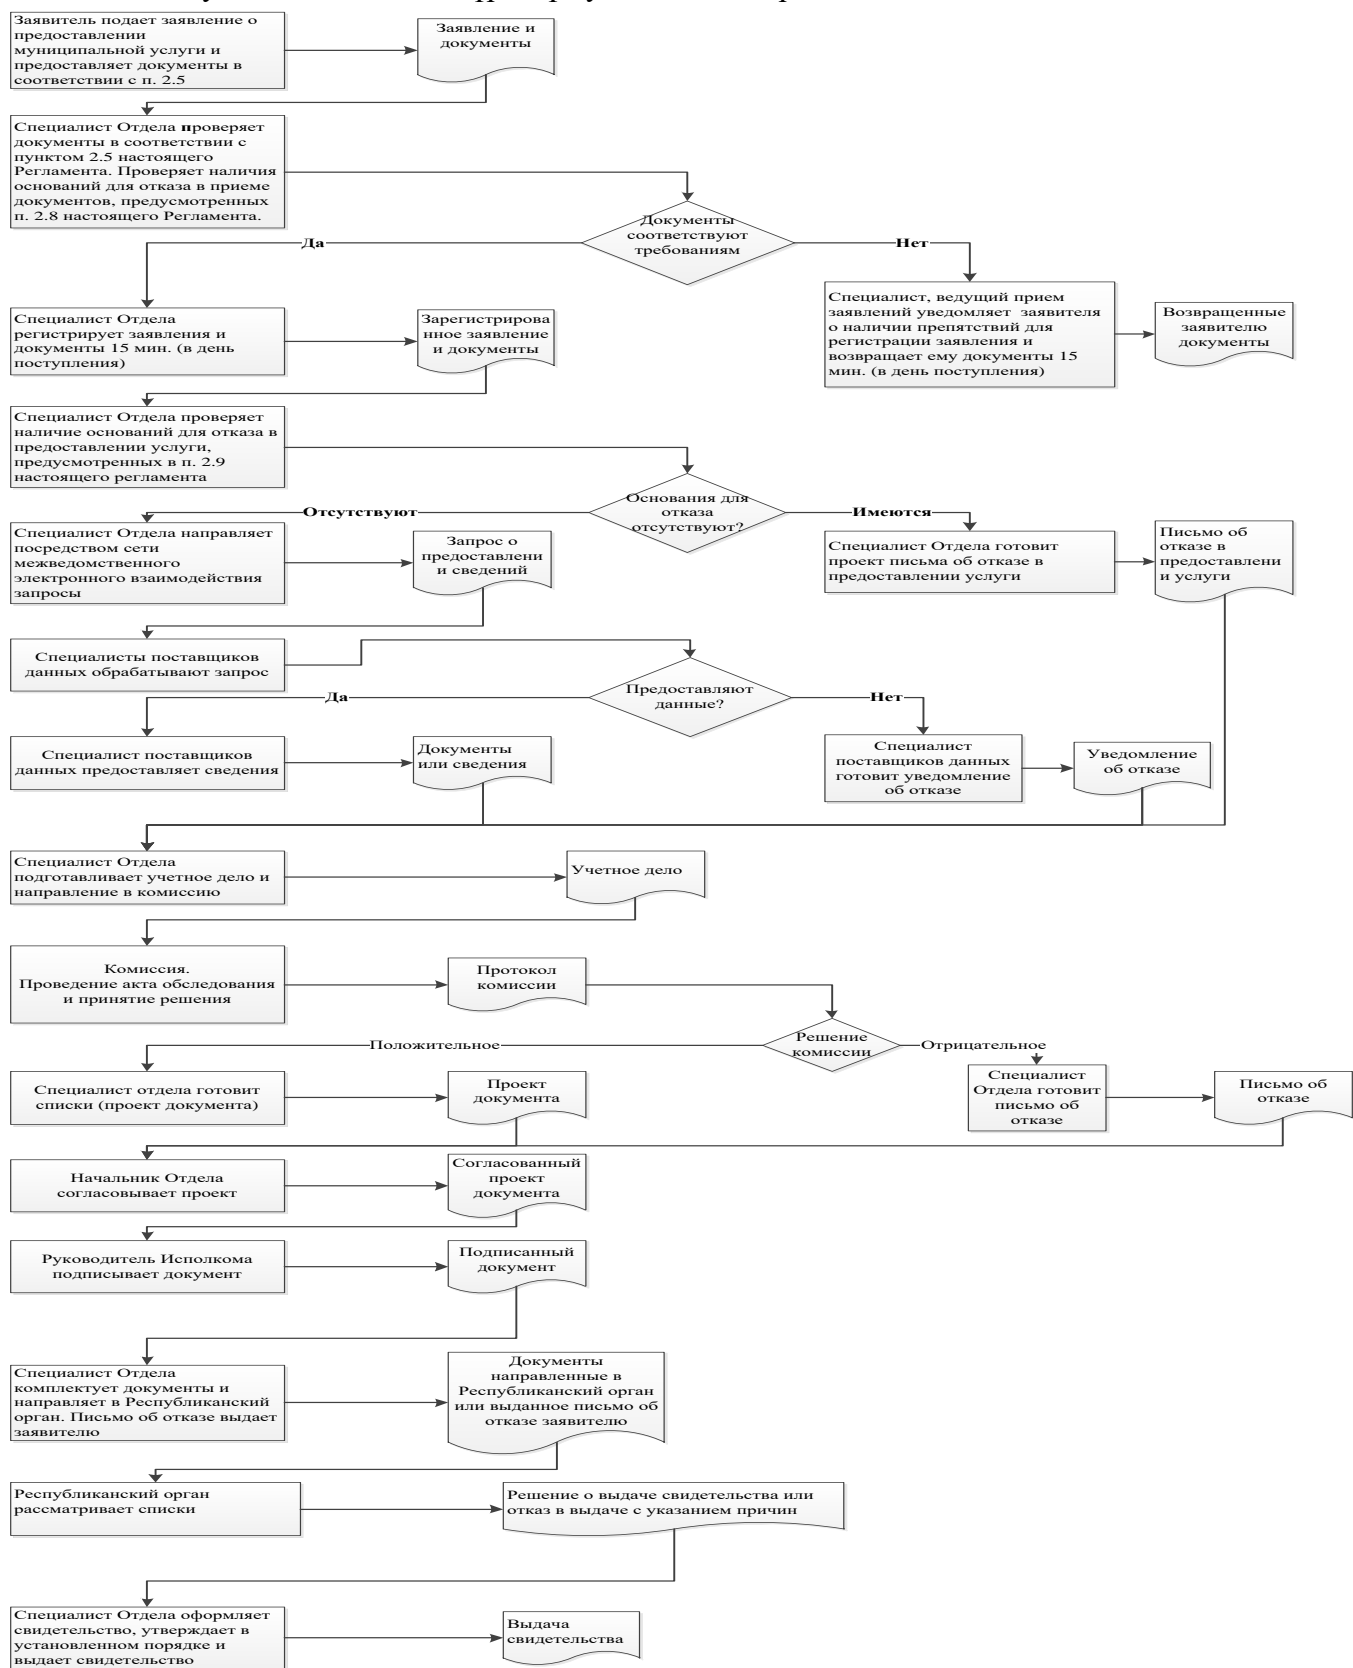 Заявитель подает заявление о
предоставлении
муниципальной услуги и
предоставляет документы в
соответствии с п. 2.5
Заявление и
документы
Специалист Отдела проверяет
документы в соответствии с
пунктом 2.5 настоящего
Регламента. Проверяет наличия
оснований для отказа в приеме
документов, предусмотренных
п. 2.8 настоящего Регламента.
Документы
соответствуют
требованиям
Да
Нет
Специалист Отдела
регистрирует заявления и
документы 15 мин. (в день
поступления)
Зарегистрирова
нное заявление
и документы
Специалист, ведущий прием
заявлений уведомляет заявителя
о наличии препятствий для
регистрации заявления и
возвращает ему документы 15
мин. (в день поступления)
Возвращенные
заявителю
документы
Специалист Отдела проверяет
наличие оснований для отказа в
предоставлении услуги,
предусмотренных в п. 2.9
настоящего регламента
Основания для
отказа
отсутствуют?
Отсутствуют
Имеются
Специалист Отдела направляет
посредством сети
межведомственного
электронного взаимодействия
запросы
Запрос о
предоставлени
и сведений
Специалист Отдела готовит
проект письма об отказе в
предоставлении услуги
Письмо об
отказе в
предоставлени
и услуги
Специалисты поставщиков
данных обрабатывают запрос
Предоставляют
данные?
Да
Нет
Специалист поставщиков
данных предоставляет сведения
Документы
или сведения
Специалист
поставщиков данных
готовит уведомление
об отказе
Уведомление
об отказе
Специалист Отдела
подготавливает учетное дело и
направление в комиссию
Учетное дело
Комиссия.
Проведение акта обследования
и принятие решения
Протокол
комиссии
Решение
комиссии
Положительное
Отрицательное
Специалист отдела готовит
списки (проект документа)
Проект
документа
Специалист
Отдела готовит
письмо об
отказе
Письмо об
отказе
Начальник Отдела
согласовывает проект
Согласованный
проект
документа
Руководитель Исполкома
подписывает документ
Подписанный
документ
Специалист Отдела
комплектует документы и
направляет в Республиканский
орган. Письмо об отказе выдает
заявителю
Документы
направленные в
Республиканский орган
или выданное письмо об
отказе заявителю
Республиканский орган
рассматривает списки
Решение о выдаче свидетельства или
отказ в выдаче с указанием причин
Специалист Отдела оформляет
свидетельство, утверждает в
установленном порядке и
выдает свидетельство
Выдача
свидетельства